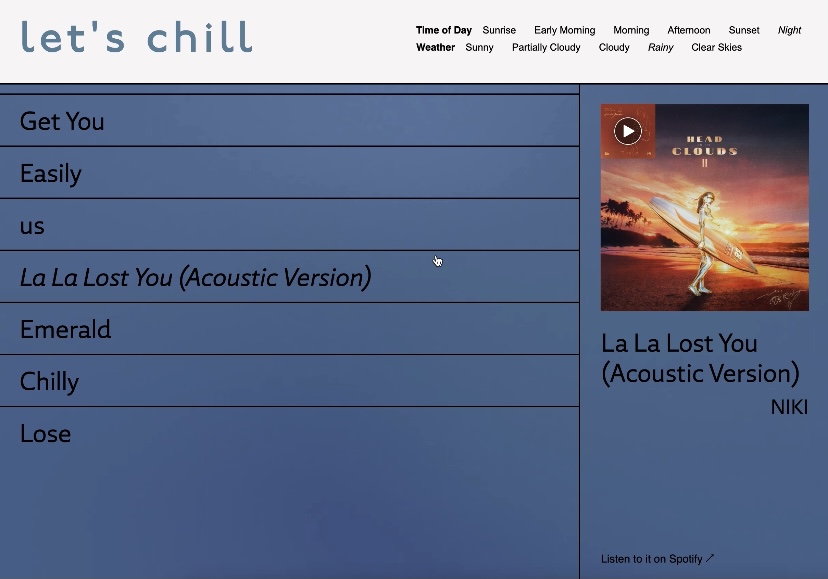 let's chill
Time of Day Sunrise Early Morning Morning Afternoon Sunset Night
Weather Sunny Partially Cloudy Cloudy Rainy Clear Skies
Get You
Easily
us
La La Lost You (Acoustic Version)
Emerald
Chilly
Lose
HEAD
CLOUDS
II
La La Lost You
(Acoustic Version)
NIKI
Listen to it on Spotify ↗